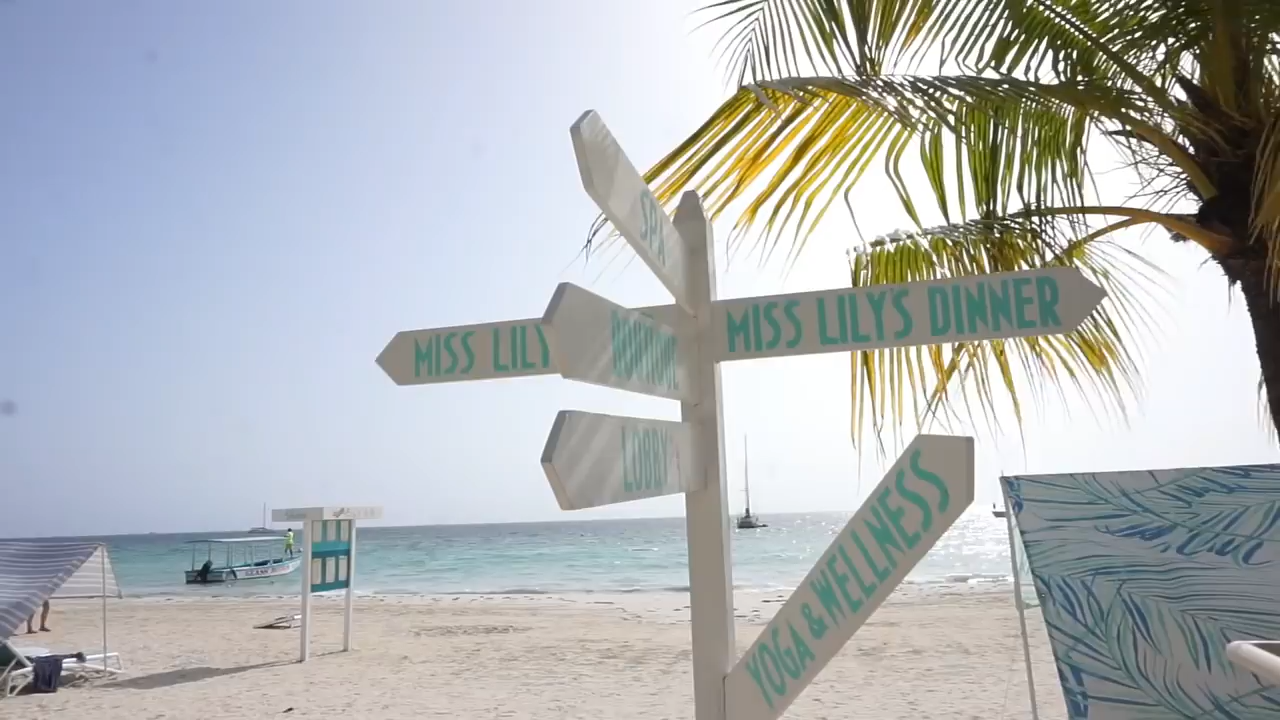 SPA
MISS LILY'S DINNER
MISS LILY
LOBBY
YOGA & WELLNESS